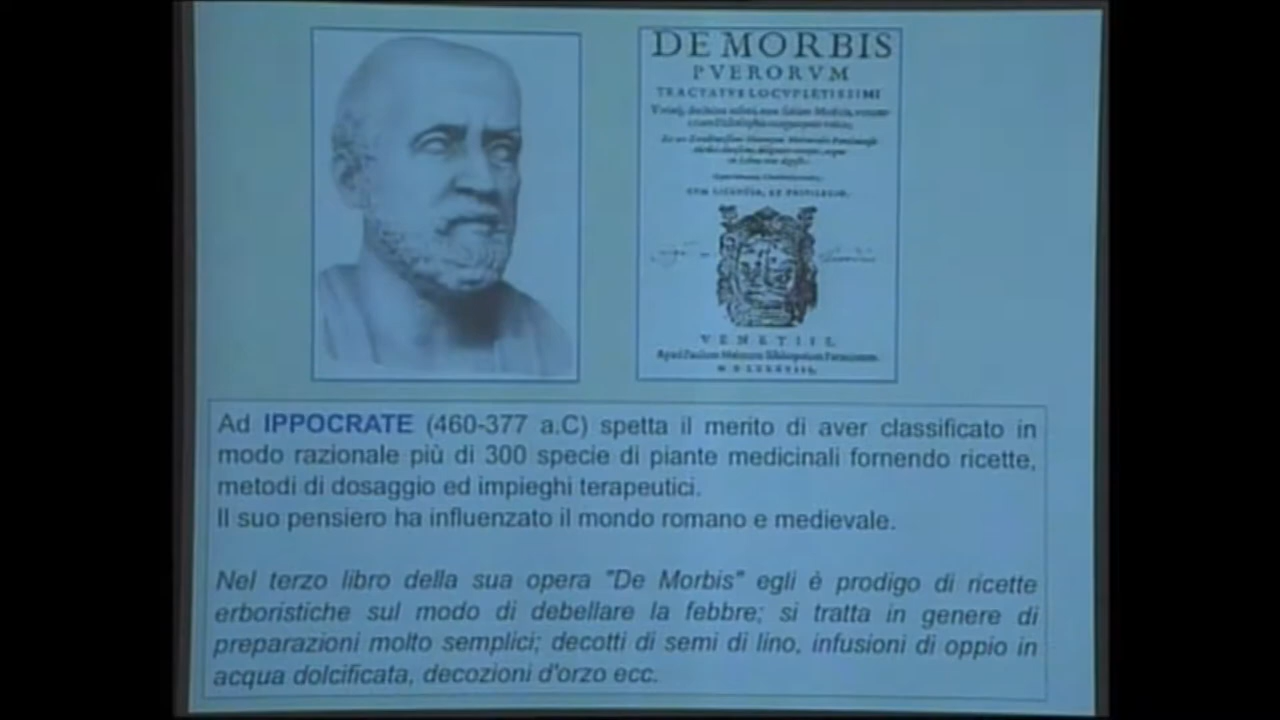 DE MORBIS
PVERORVM
TRACTATVS LOCVPLETISSIMI
CVM LICENTIA, ET PRIVILEGIO.
VENETIIS,
Ad IPPOCRATE (460-377 a.C) spetta il merito di aver classificato in
modo razionale più di 300 specie di piante medicinali fornendo ricette,
metodi di dosaggio ed impieghi terapeutici.
Il suo pensiero ha influenzato il mondo romano e medievale.
Nel terzo libro della sua opera "De Morbis" egli è prodigo di ricette
erboristiche sul modo di debellare la febbre; si tratta in genere di
preparazioni molto semplici; decotti di semi di lino, infusioni di oppio in
acqua dolcificata, decozioni d'orzo ecc.